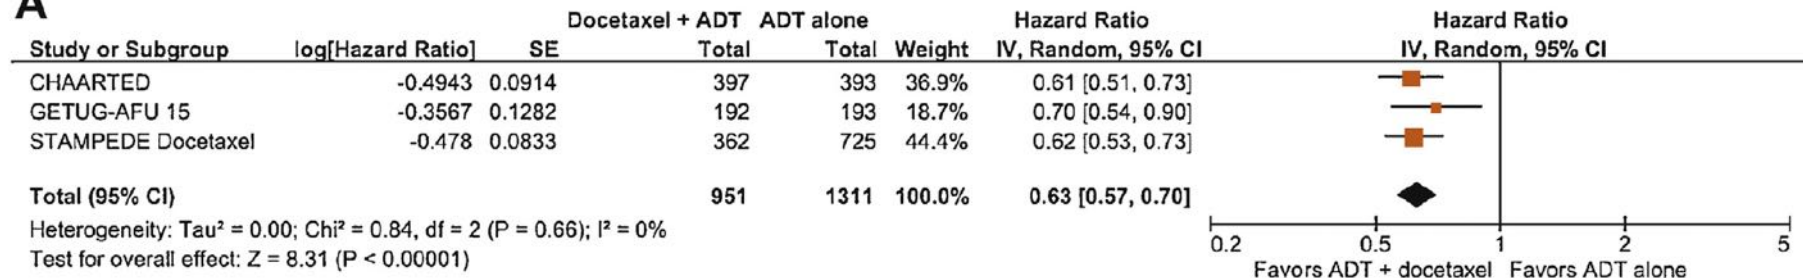 A
Docetaxel + ADT ADT alone Hazard Ratio Hazard Ratio
Study or Subgroup log[Hazard Ratio] SE Total Total Weight IV, Random, 95% CI IV, Random, 95% CI
CHAARTED -0.4943 0.0914 397 393 36.9% 0.61 [0.51, 0.73]
GETUG-AFU 15 -0.3567 0.1282 192 193 18.7% 0.70 [0.54, 0.90]
STAMPEDE Docetaxel -0.478 0.0833 362 725 44.4% 0.62 [0.53, 0.73]
Total (95% CI) 951 1311 100.0% 0.63 [0.57, 0.70]
Heterogeneity: Tau² = 0.00; Chi² = 0.84, df = 2 (P = 0.66); I² = 0%
Test for overall effect: Z = 8.31 (P < 0.00001)
0.2 0.5 1 2 5
Favors ADT + docetaxel Favors ADT alone